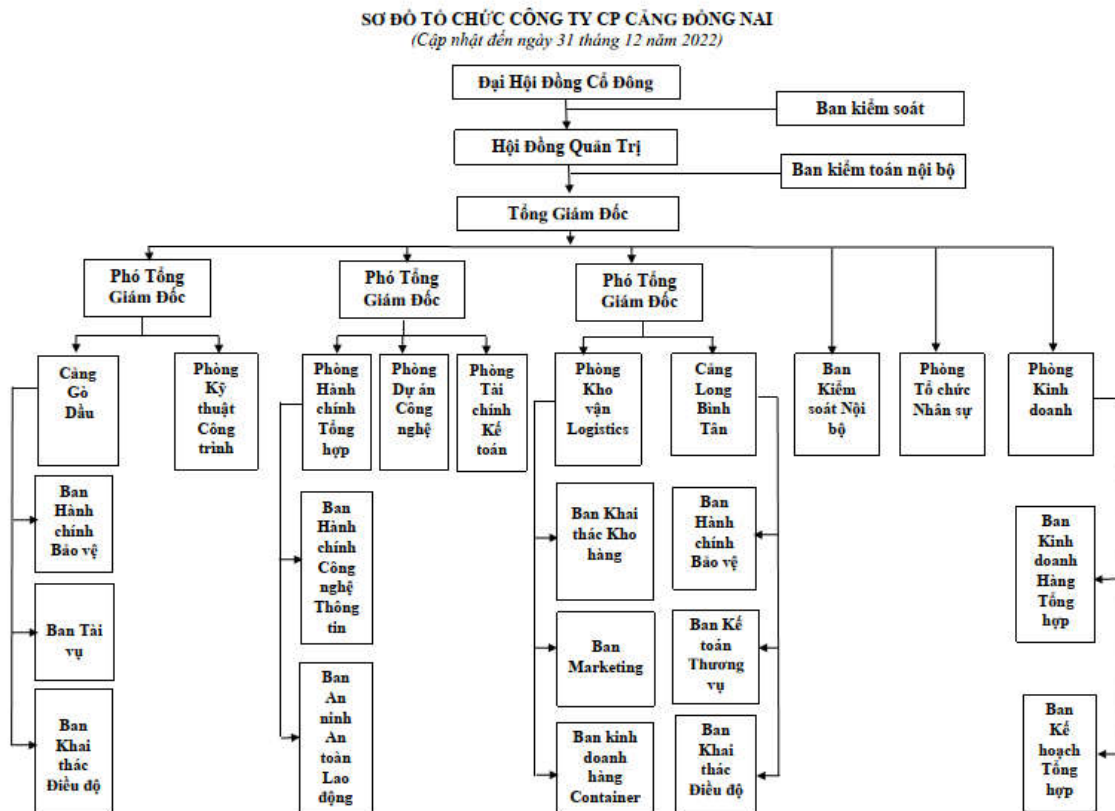 SƠ ĐỒ TỔ CHỨC CÔNG TY CP CẢNG ĐỒNG NAI
(Cập nhật đến ngày 31 tháng 12 năm 2022)
Đại Hội Đồng Cổ Đông
Ban kiểm soát
Hội Đồng Quản Trị
Ban kiểm toán nội bộ
Tổng Giám Đốc
Phó Tổng
Giám Đốc
Phó Tổng
Giám Đốc
Phó Tổng
Giám Đốc
Cảng
Gò
Dầu
Phòng
Kỹ
thuật
Công
trình
Phòng
Hành
chính
Tổng
hợp
Phòng
Dự án
Công
nghệ
Phòng
Tài
chính
Kế
toán
Phòng
Kho
vận
Logistics
Cảng
Long
Bình
Tân
Ban
Kiểm
soát Nội
bộ
Phòng
Tổ chức
Nhân sự
Phòng
Kinh
doanh
Ban
Hành
chính
Bảo vệ
Ban
Hành
chính
Công
nghệ
Thông
tin
Ban Khai
thác Kho
hàng
Ban
Hành
chính
Bảo vệ
Ban
Kinh
doanh
Hàng
Tổng
hợp
Ban Tài
vụ
Ban
Marketing
Ban Kế
toán
Thương
vụ
Ban
Khai
thác
Điều độ
Ban
An
ninh
An
toàn
Lao
động
Ban kinh
doanh
hàng
Container
Ban
Khai
thác
Điều độ
Ban
Kế
hoạch
Tổng
hợp